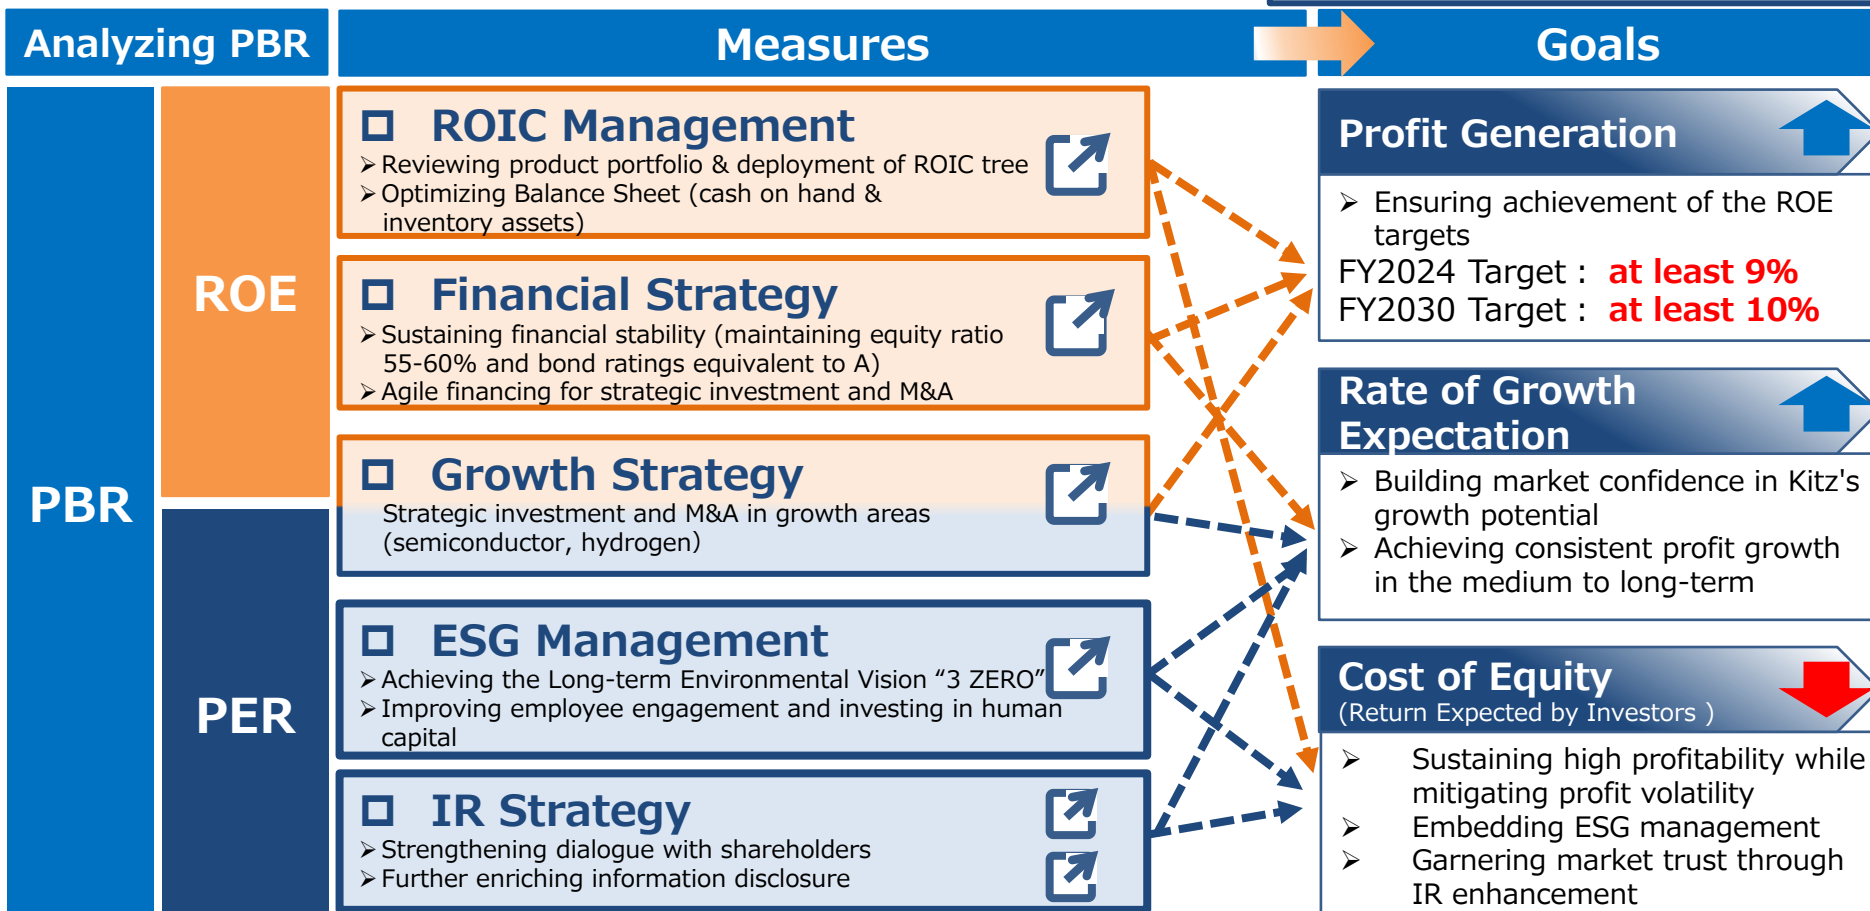 Analyzing PBR
Measures
Goals
PBR
ROE
PER
ROIC Management
➢ Reviewing product portfolio & deployment of ROIC tree
➢ Optimizing Balance Sheet (cash on hand &
inventory assets)
Financial Strategy
➢ Sustaining financial stability (maintaining equity ratio
55-60% and bond ratings equivalent to A)
➢ Agile financing for strategic investment and M&A
Growth Strategy
Strategic investment and M&A in growth areas
(semiconductor, hydrogen)
ESG Management
➢ Achieving the Long-term Environmental Vision “3 ZERO”
➢ Improving employee engagement and investing in human
capital
IR Strategy
➢ Strengthening dialogue with shareholders
➢ Further enriching information disclosure
Profit Generation
➢ Ensuring achievement of the ROE
targets
FY2024 Target : at least 9%
FY2030 Target : at least 10%
Rate of Growth
Expectation
➢ Building market confidence in Kitz's
growth potential
➢ Achieving consistent profit growth
in the medium to long-term
Cost of Equity
(Return Expected by Investors )
➢ Sustaining high profitability while
mitigating profit volatility
➢ Embedding ESG management
➢ Garnering market trust through
IR enhancement